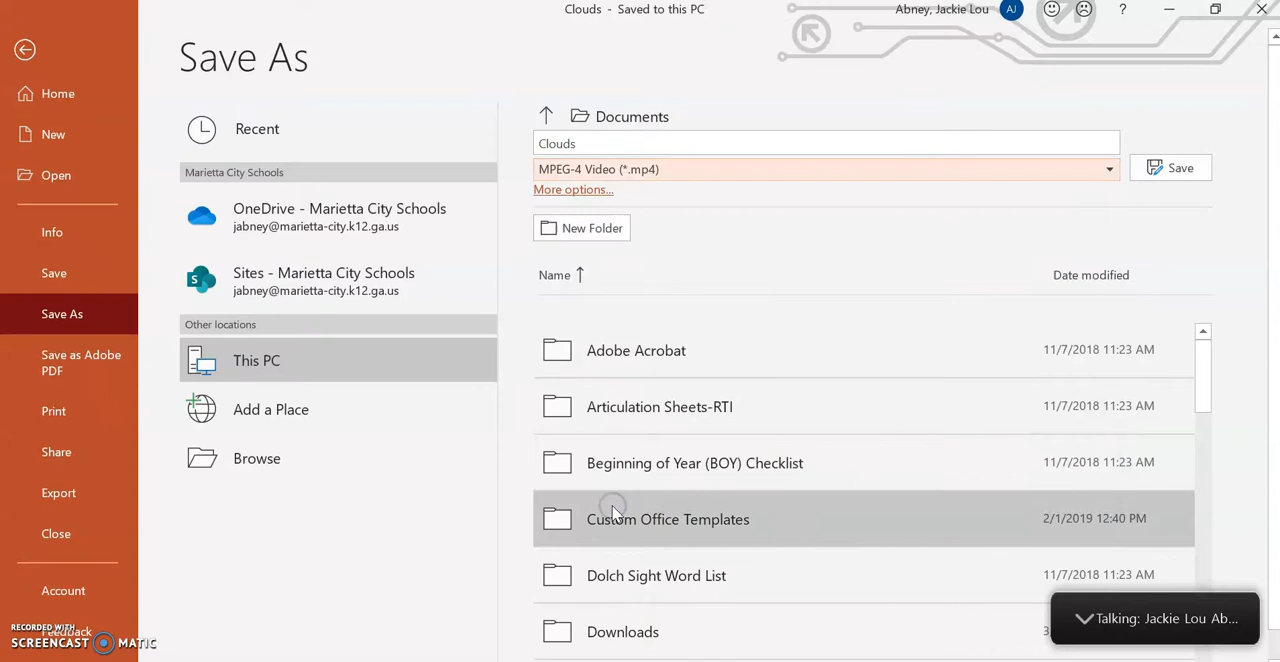 Clouds - Saved to this PC
Abney, Jackie Lou
AJ
?
Save As
Home
New
Open
Info
Save
Save As
Save as Adobe
PDF
Print
Share
Export
Close
Account
Feedback
RECORDED WITH
SCREENCAST MATIC
Recent
Marietta City Schools
OneDrive - Marietta City Schools
jabney@marietta-city.k12.ga.us
S
Sites - Marietta City Schools
jabney@marietta-city.k12.ga.us
Other locations
This PC
Add a Place
Browse
Documents
Clouds
MPEG-4 Video (*.mp4)
Save
More options...
New Folder
Name
Date modified
Adobe Acrobat
11/7/2018 11:23 AM
Articulation Sheets-RTI
11/7/2018 11:23 AM
Beginning of Year (BOY) Checklist
11/7/2018 11:23 AM
Custom Office Templates
2/1/2019 12:40 PM
Dolch Sight Word List
11/7/2018 11:23 AM
Downloads
Talking: Jackie Lou Ab...